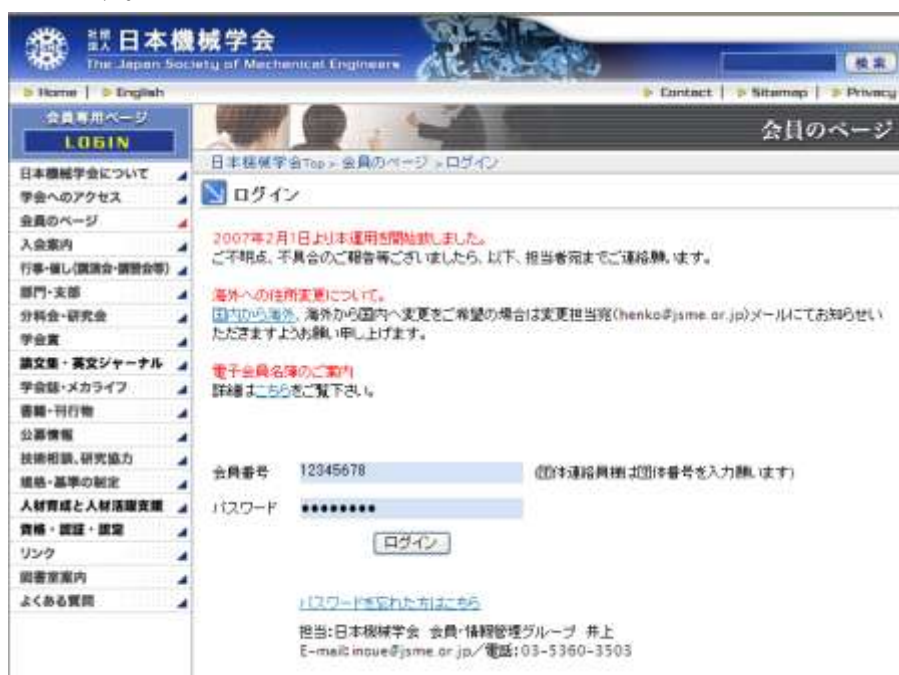 社団法人 日本機械学会
The Japan Society of Mechanical Engineers
検索
Home | English
Contact | Sitemap | Privacy
会員専用ページ
LOGIN
会員のページ
日本機械学会Top > 会員のページ > ログイン
日本機械学会について
学会へのアクセス
会員のページ
入会案内
行事・催し(講演会・講習会等)
部門・支部
分科会・研究会
学会賞
論文集・英文ジャーナル
学会誌・メカライフ
書籍・刊行物
公募情報
技術相談、研究協力
規格・基準の制定
人材育成と人材活躍支援
資格・認証・認定
リンク
図書室案内
よくある質問
ログイン
2007年2月1日より本運用を開始致しました。
ご不明点、不具合のご報告等ございましたら、以下、担当者宛までご連絡願います。
海外への住所変更について。
国内から海外、海外から国内へ変更をご希望の場合は変更担当宛(henko@jsme.or.jp)メールにてお知らせい
ただきますようお願い申し上げます。
電子会員名簿のご案内
詳細はこちらをご覧下さい。
会員番号 12345678 (団体連絡員様は団体番号を入力願います)
パスワード ●●●●●●●●
ログイン
パスワードを忘れた方はこちら
担当:日本機械学会 会員・情報管理グループ 井上
E-mail:inoue@jsme.or.jp/電話:03-5360-3503